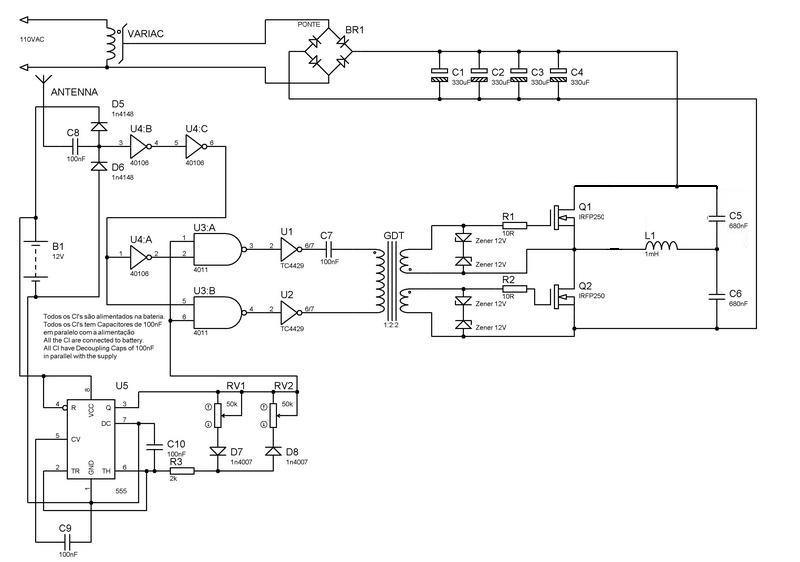 110VAC
VARIAC
PONTE
BR1
C1
330uF
C2
330uF
C3
330uF
C4
330uF
ANTENNA
D5
1n4148
C8
100nF
D6
1n4148
U4:B
3
4
40106
U4:C
5
6
40106
B1
12V
U4:A
1
2
40106
U3:A
1
2
3
4011
U3:B
5
6
4
4011
U1
2
6/7
TC4429
U2
2
6/7
TC4429
C7
100nF
GDT
1:2:2
Zener 12V
Zener 12V
Zener 12V
Zener 12V
R1
10R
R2
10R
Q1
IRFP250
Q2
IRFP250
L1
1mH
C5
680nF
C6
680nF
Todos os CI's são alimentados na bateria.
Todos os CI's tem Capacitores de 100nF
em paralelo com a alimentação
All the CI are connected to battery.
All CI have Decoupling Caps of 100nF
in parallel with the supply
U5
8
VCC
4
R
Q
3
DC
7
5
CV
2
TR
GND
1
TH
6
555
C10
100nF
R3
2k
RV1
50k
RV2
50k
D7
1n4007
D8
1n4007
C9
100nF